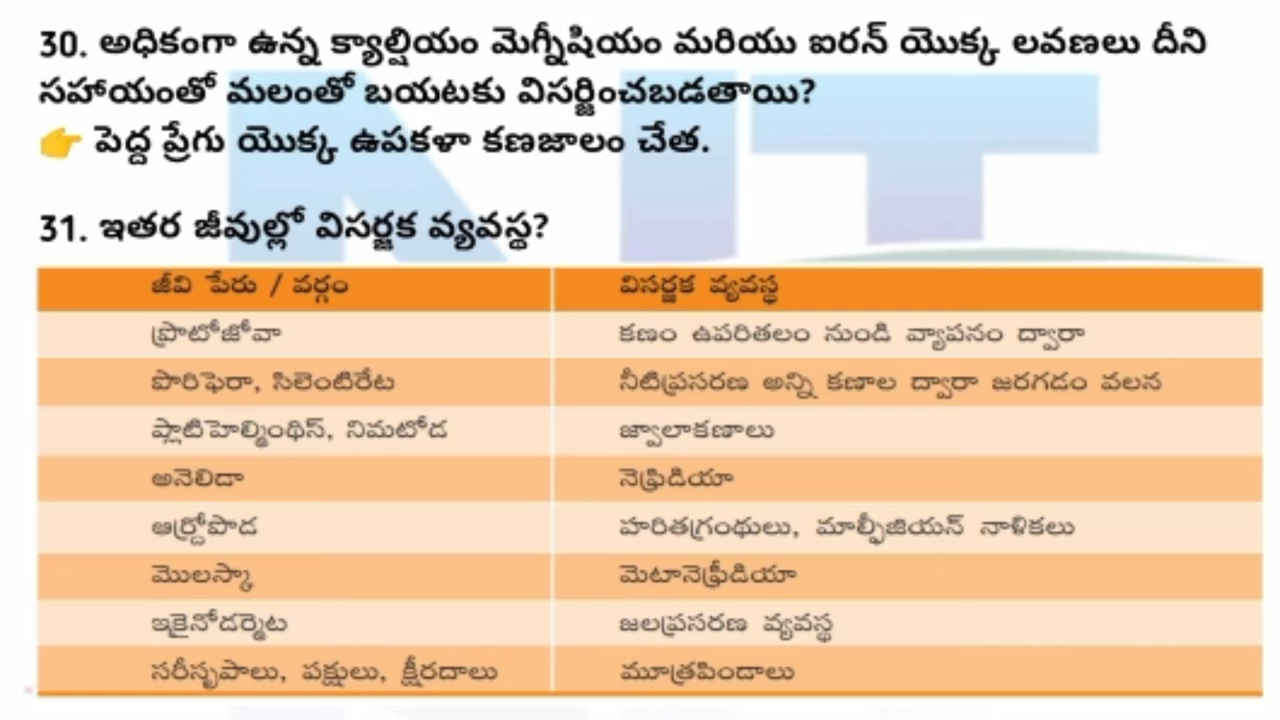 30. అధికంగా ఉన్న క్యాల్షియం మెగ్నీషియం మరియు ఐరన్ యొక్క లవణలు దీని
సహాయంతో మలంతో బయటకు విసర్జించబడతాయి?
👉 పెద్ద ప్రేగు యొక్క ఉపకళా కణజాలం చేత.
31. ఇతర జీవుల్లో విసర్జక వ్యవస్థ?
జీవి పేరు / వర్గం విసర్జక వ్యవస్థ
ప్రొటోజోవా కణం ఉపరితలం నుండి వ్యాపనం ద్వారా
పొరిఫెరా, సిలెంటిరేట నీటిప్రసరణ అన్ని కణాల ద్వారా జరగడం వలన
ప్లాటిహెల్మింథిస్, నిమటోడ జ్వాలాకణాలు
అనెలిడా నెఫ్రిడియా
ఆర్థ్రోపొడ హరితగ్రంథులు, మాల్ఫీజియన్ నాళికలు
మొలస్కా మెటానెఫ్రీడియా
ఇకైనోడర్మెట జలప్రసరణ వ్యవస్థ
సరీసృపాలు, పక్షులు, క్షీరదాలు మూత్రపిండాలు